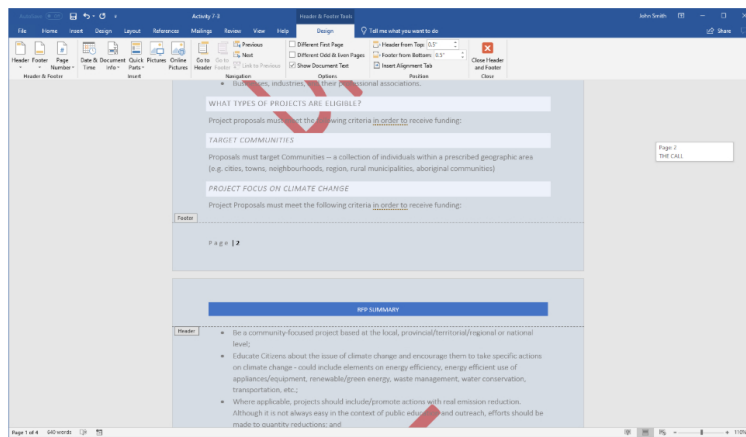 AutoSave
Activity 7-3
Header & Footer Tools
John Smith
File Home Insert Design Layout References Mailings Review View Help Design Tell me what you want to do
Share
Header Footer Page Number Date & Time Document Info Quick Parts Pictures Online Pictures Go to Header Go to Footer
Previous
Next
Link to Previous
Different First Page
Different Odd & Even Pages
Show Document Text
Header from Top: 0.5"
Footer from Bottom: 0.5"
Insert Alignment Tab
Close Header and Footer
Header & Footer Insert Navigation Options Position Close
industries, their professional associations.
WHAT TYPES OF PROJECTS ARE ELIGIBLE?
Project proposals must meet the following criteria in order to receive funding:
TARGET COMMUNITIES
Proposals must target Communities – a collection of individuals within a prescribed geographic area
(e.g. cities, towns, neighbourhoods, region, rural municipalities, aboriginal communities)
PROJECT FOCUS ON CLIMATE CHANGE
Project Proposals must meet the following criteria in order to receive funding:
Footer
Page | 2
Page 2
THE CALL
RFP SUMMARY
Header
• Be a community-focused project based at the local, provincial/territorial/regional or national
level;
• Educate Citizens about the issue of climate change and encourage them to take specific actions
on climate change - could include elements on energy efficiency, energy efficient use of
appliances/equipment, renewable/green energy, waste management, water conservation,
transportation, etc.;
• Where applicable, projects should include/promote actions with real emission reduction.
Although it is not always easy in the context of public education and outreach, efforts should be
made to quantity reductions; and
Page 1 of 4 640 words
110%